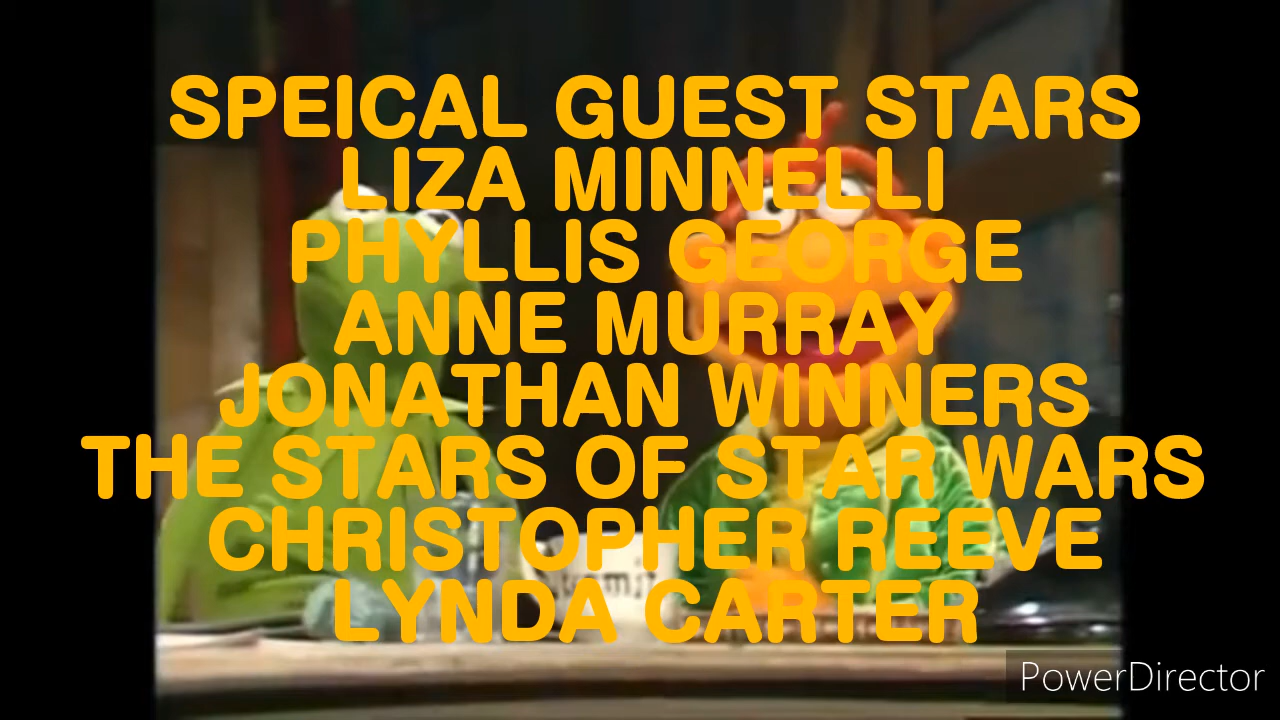 SPEICAL GUEST STARS
LIZA MINNELLI
PHYLLIS GEORGE
ANNE MURRAY
JONATHAN WINNERS
THE STARS OF STAR WARS
CHRISTOPHER REEVE
LYNDA CARTER
PowerDirector